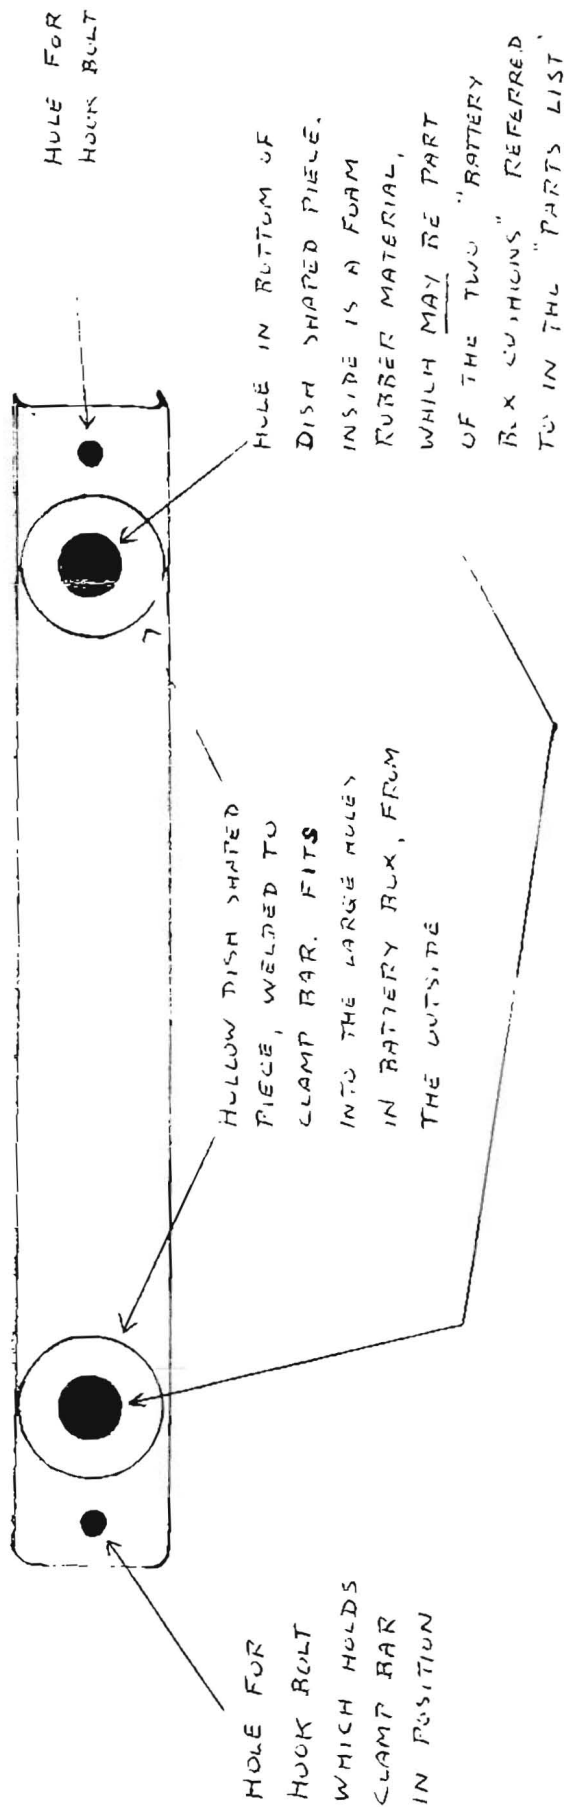 HOLE FOR
HOOK BOLT
WHICH HOLDS
CLAMP BAR
IN POSITION
HOLLOW DISH SHAPED
PIECE, WELDED TO
CLAMP BAR. FITS
INTO THE LARGE HOLES
IN BATTERY BOX, FROM
THE OUTSIDE
HOLE IN BOTTOM OF
DISH SHAPED PIECE.
INSIDE IS A FOAM
RUBBER MATERIAL,
WHICH MAY BE PART
OF THE TWO "BATTERY
BOX CUSHIONS" REFERRED
TO IN THE "PARTS LIST"
HOLE FOR
HOOK BOLT